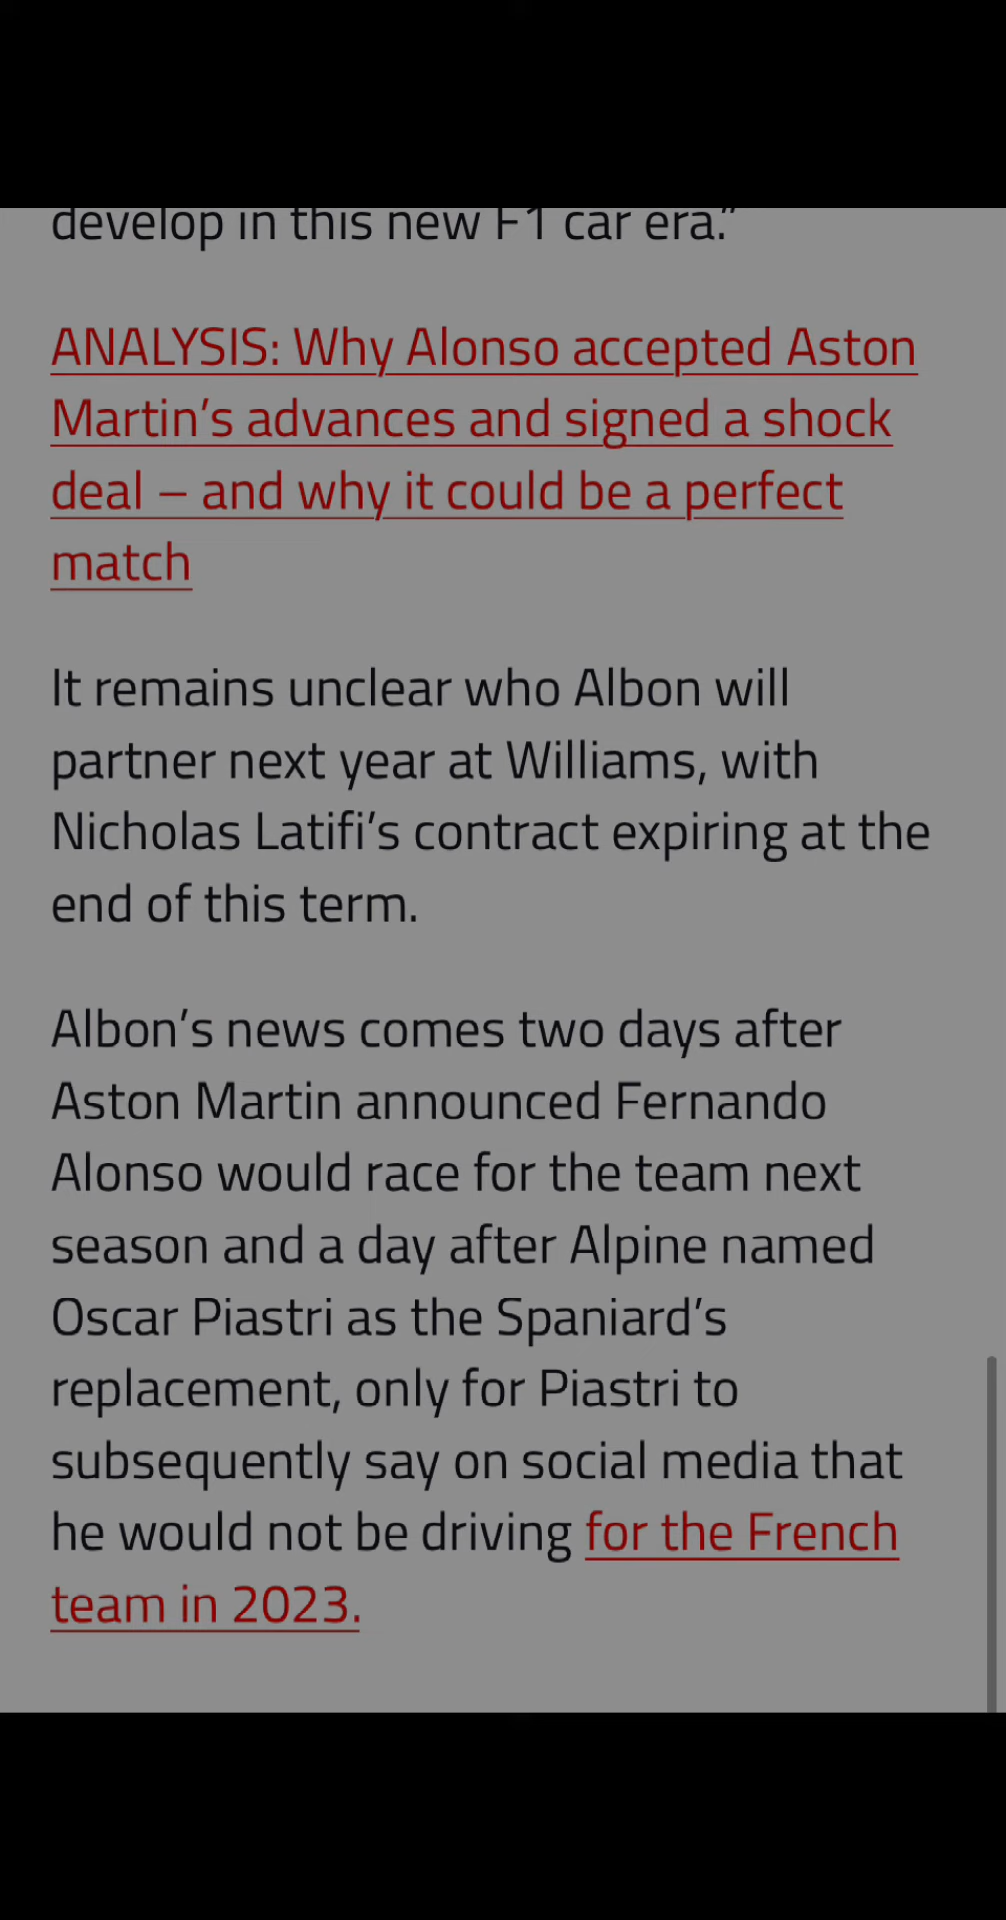 develop in this new F1 car era.”
ANALYSIS: Why Alonso accepted Aston
Martin’s advances and signed a shock
deal – and why it could be a perfect
match
It remains unclear who Albon will
partner next year at Williams, with
Nicholas Latifi’s contract expiring at the
end of this term.
Albon’s news comes two days after
Aston Martin announced Fernando
Alonso would race for the team next
season and a day after Alpine named
Oscar Piastri as the Spaniard’s
replacement, only for Piastri to
subsequently say on social media that
he would not be driving for the French
team in 2023.